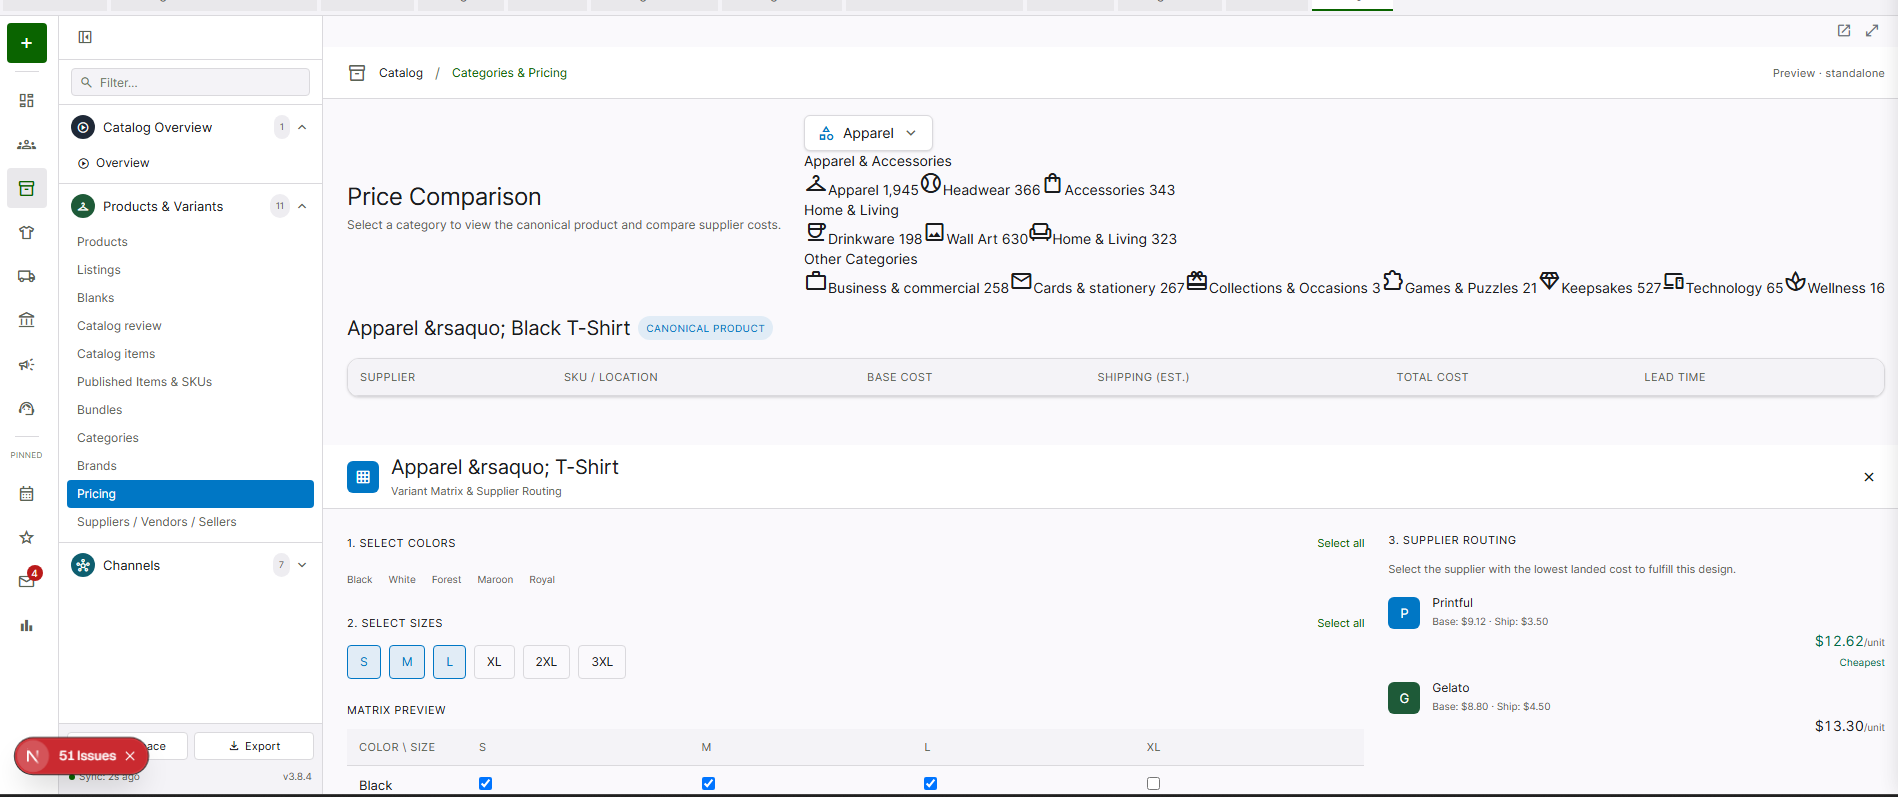 Filter...
Catalog Overview 1
Overview
Products & Variants 11
Products
Listings
Blanks
Catalog review
Catalog items
Published Items & SKUs
Bundles
Categories
Brands
Pricing
Suppliers / Vendors / Sellers
Channels 7
PINNED
4
ace
Export
51 Issues
Sync: 2s ago
v3.8.4
Catalog / Categories & Pricing
Preview · standalone
Price Comparison
Select a category to view the canonical product and compare supplier costs.
Apparel
Apparel & Accessories
Apparel 1,945 Headwear 366 Accessories 343
Home & Living
Drinkware 198 Wall Art 630 Home & Living 323
Other Categories
Business & commercial 258 Cards & stationery 267 Collections & Occasions 3 Games & Puzzles 21 Keepsakes 527 Technology 65 Wellness 16
Apparel &rsaquo; Black T-Shirt CANONICAL PRODUCT
SUPPLIER SKU / LOCATION BASE COST SHIPPING (EST.) TOTAL COST LEAD TIME
Apparel &rsaquo; T-Shirt
Variant Matrix & Supplier Routing
1. SELECT COLORS Select all
Black White Forest Maroon Royal
2. SELECT SIZES Select all
S M L XL 2XL 3XL
MATRIX PREVIEW
COLOR \ SIZE S M L XL
Black
3. SUPPLIER ROUTING
Select the supplier with the lowest landed cost to fulfill this design.
P Printful
Base: $9.12 · Ship: $3.50
$12.62/unit
Cheapest
G Gelato
Base: $8.80 · Ship: $4.50
$13.30/unit